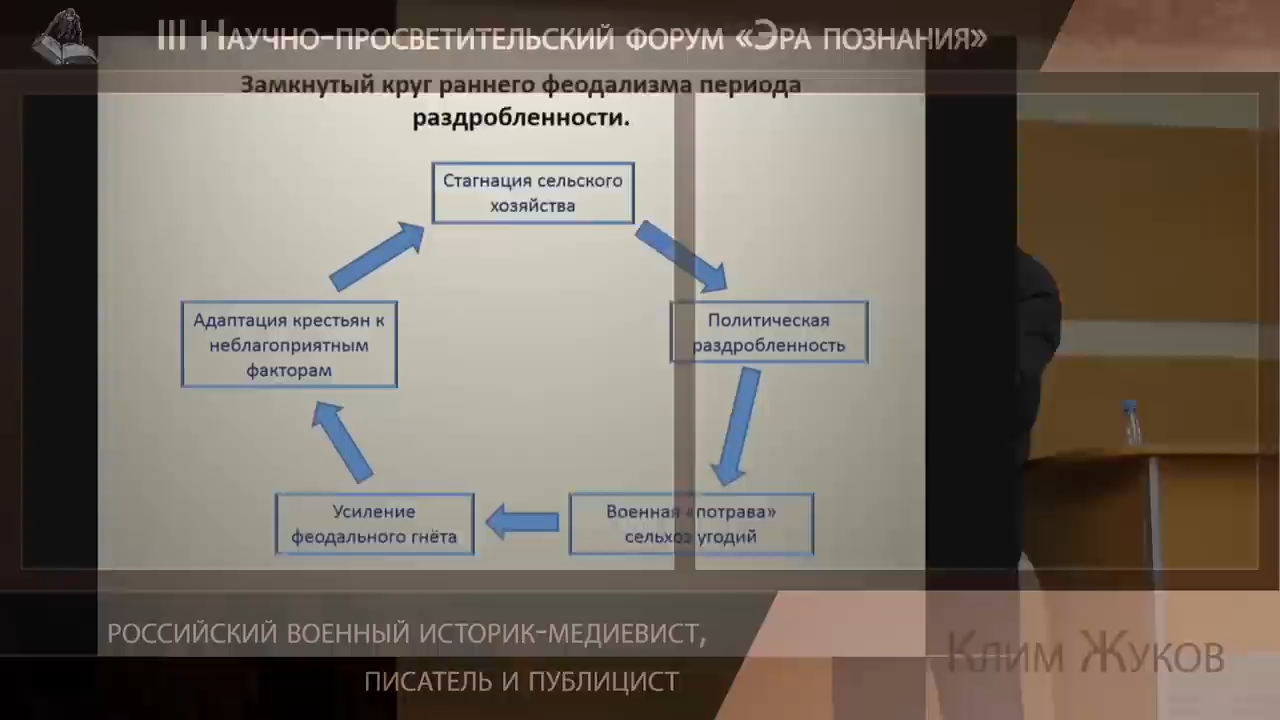 III Научно-просветительский форум «Эра познания»
Замкнутый круг раннего феодализма периода
раздробленности.
Стагнация сельского
хозяйства
Адаптация крестьян к
неблагоприятным
факторам
Политическая
раздробленность
Усиление
феодального гнёта
Военная «потрава»
сельхоз угодий
российский военный историк-медиевист,
писатель и публицист
Клим Жуков